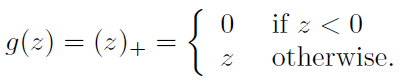 g(z) = (z)₊ = { 0 if z < 0
z otherwise.